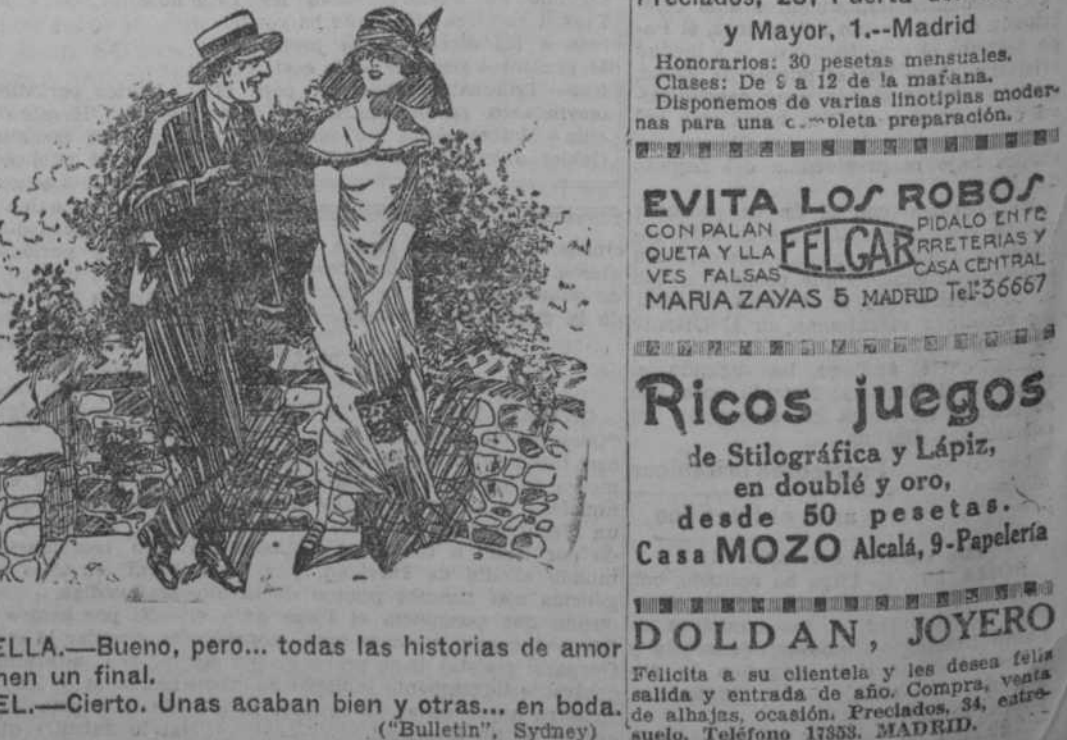 ELLA.—Bueno, pero... todas las historias de amor
nen un final.
EL.—Cierto. Unas acaban bien y otras... en boda.
("Bulletin", Sydney)
y Mayor, 1.--Madrid
Honorarios: 30 pesetas mensuales.
Clases: De 9 a 12 de la mañana.
Disponemos de varias linotipias moder-
nas para una completa preparación.
EVITA LOS ROBOS
CON PALAN
QUETA Y LLA
VES FALSAS
FELGAR
PIDALO EN FE
RRETERIAS Y
CASA CENTRAL
MARIA ZAYAS 5 MADRID Tel: 36667
Ricos juegos
de Stilográfica y Lápiz,
en doublé y oro,
desde 50 pesetas.
Casa MOZO Alcalá, 9-Papelería
DOLDAN, JOYERO
Felicita a su clientela y les desea feliz
salida y entrada de año. Compra, venta
de alhajas, ocasión. Preciados, 34, entre-
suelo. Teléfono 17353. MADRID.